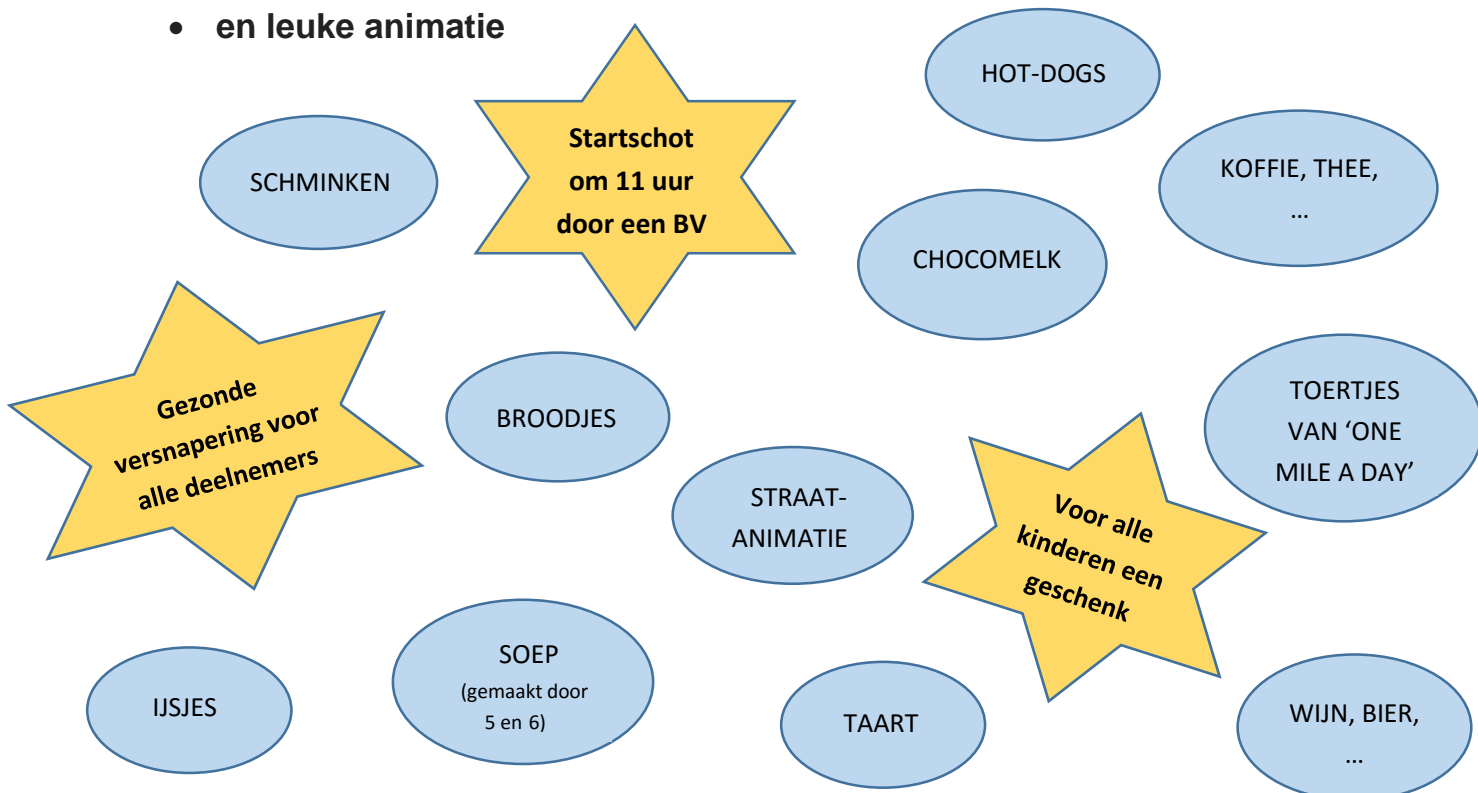 • en leuke animatie
HOT-DOGS
Startschot
om 11 uur
door een BV
SCHMINKEN
KOFFIE, THEE,
...
CHOCOMELK
Gezonde
versnapering voor
alle deelnemers
BROODJES
TOERTJES
VAN ‘ONE
MILE A DAY’
STRAAT-
ANIMATIE
Voor alle
kinderen een
geschenk
IJSJES
SOEP
(gemaakt door
5 en 6)
TAART
WIJN, BIER,
...